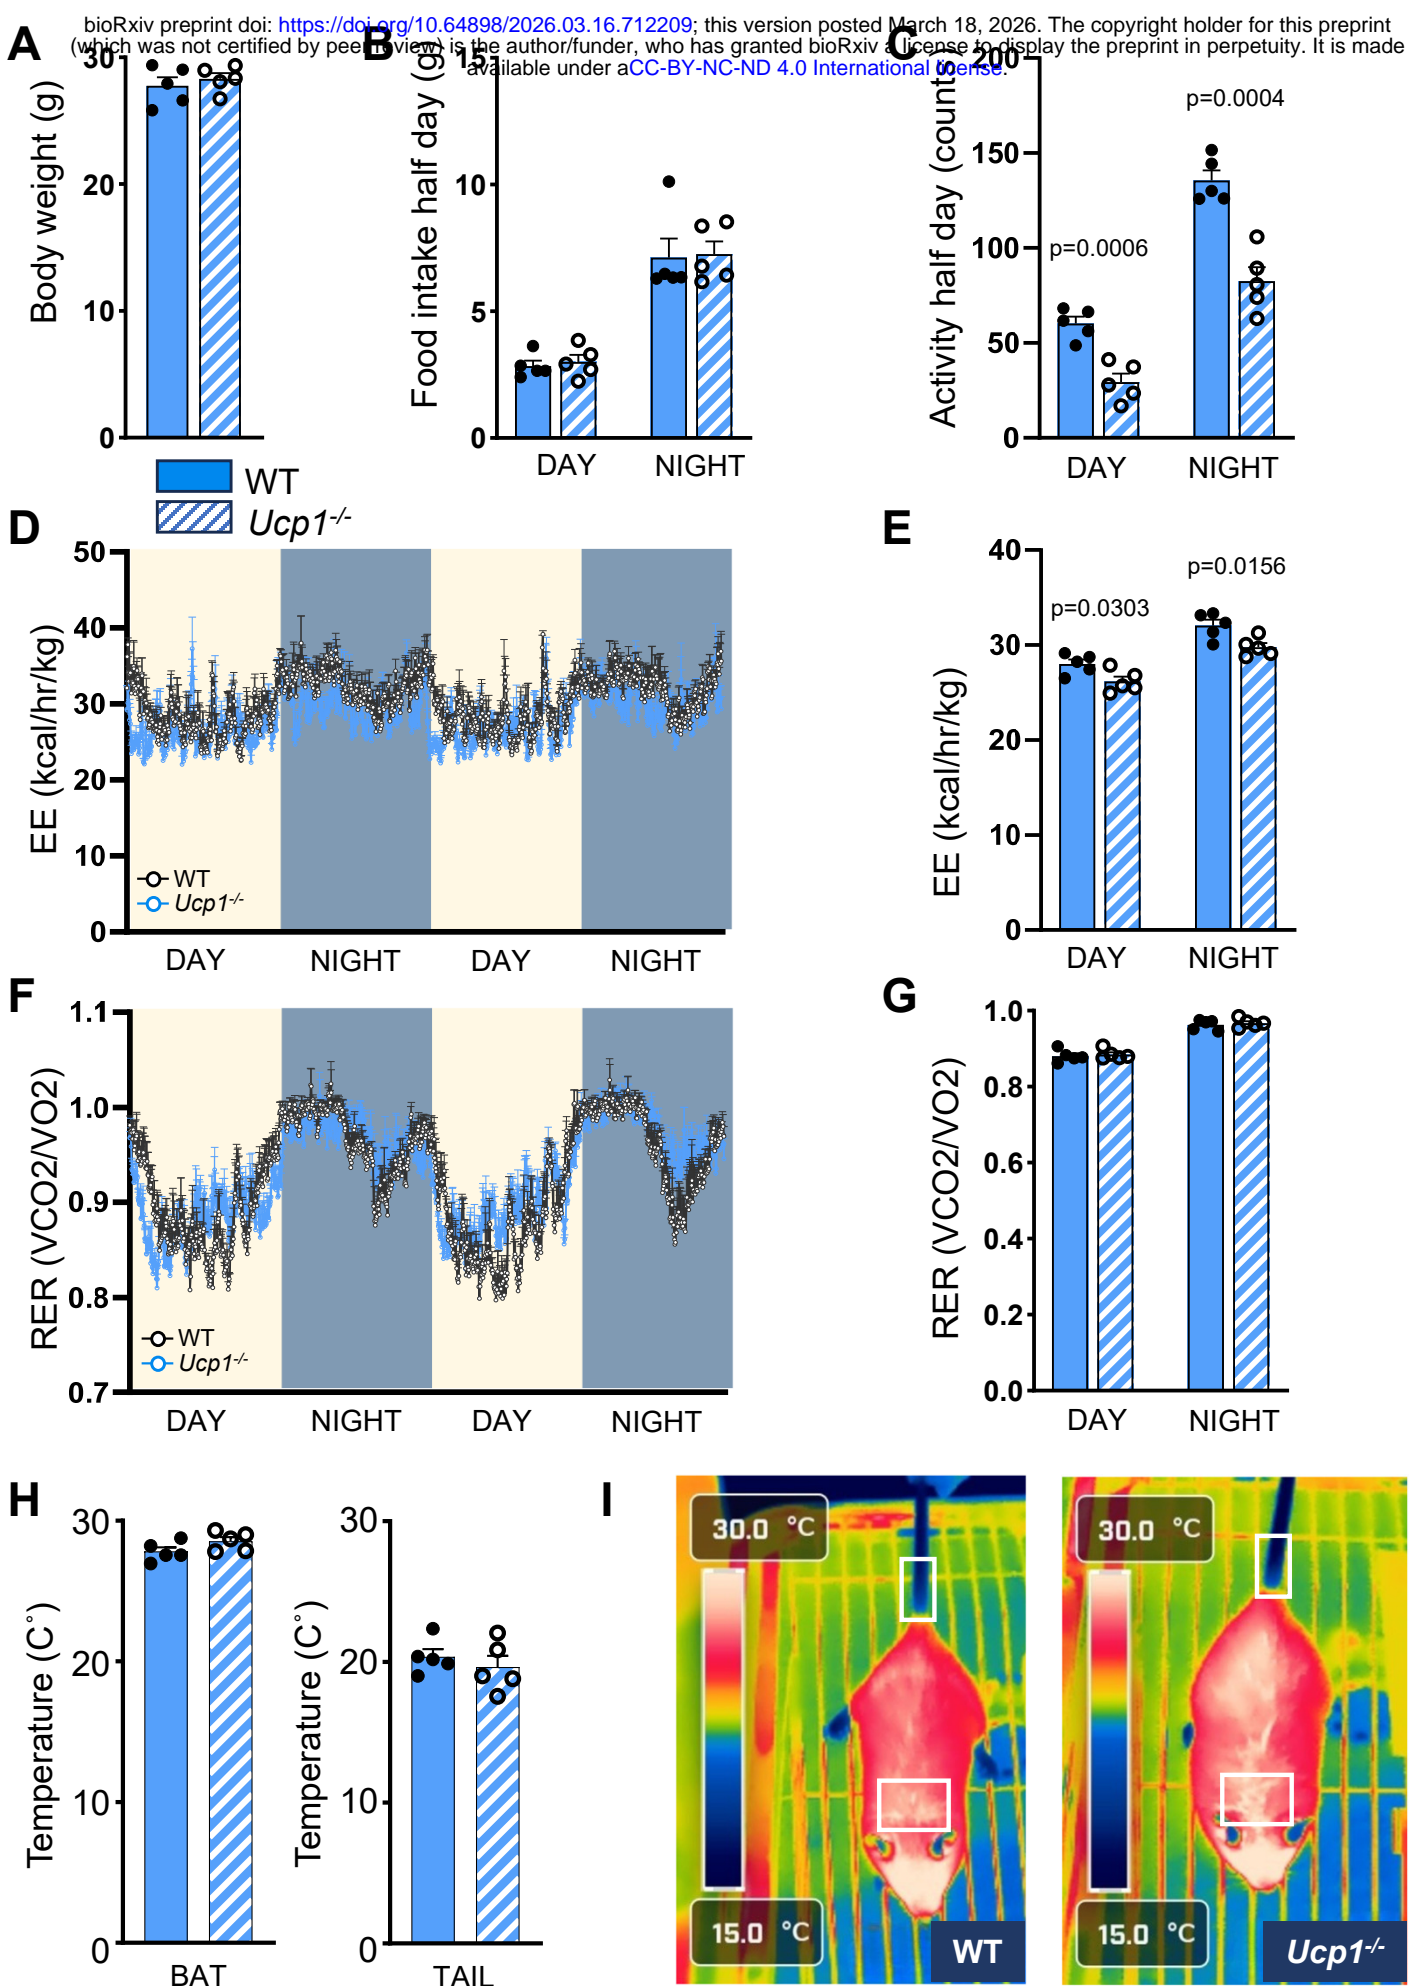 bioRxiv preprint doi: https://doi.org/10.64898/2026.03.16.712209; this version posted March 18, 2026. The copyright holder for this preprint
(which was not certified by peer review) is the author/funder, who has granted bioRxiv a license to display the preprint in perpetuity. It is made
available under aCC-BY-NC-ND 4.0 International license.
A
Body weight (g)
30
20
10
0
B
Food intake half day (g)
15
10
5
0
DAY
NIGHT
C
Activity half day (counts)
200
150
100
50
0
p=0.0006
p=0.0004
DAY
NIGHT
WT
Ucp1-/-
D
EE (kcal/hr/kg)
50
40
30
20
10
0
WT
Ucp1-/-
DAY
NIGHT
DAY
NIGHT
E
EE (kcal/hr/kg)
40
30
20
10
0
p=0.0303
p=0.0156
DAY
NIGHT
F
RER (VCO2/VO2)
1.1
1.0
0.9
0.8
0.7
WT
Ucp1-/-
DAY
NIGHT
DAY
NIGHT
G
RER (VCO2/VO2)
1.0
0.8
0.6
0.4
0.2
0.0
DAY
NIGHT
H
Temperature (C°)
30
20
10
0
BAT
Temperature (C°)
30
20
10
0
TAIL
I
30.0 °C
15.0 °C
WT
30.0 °C
15.0 °C
Ucp1-/-